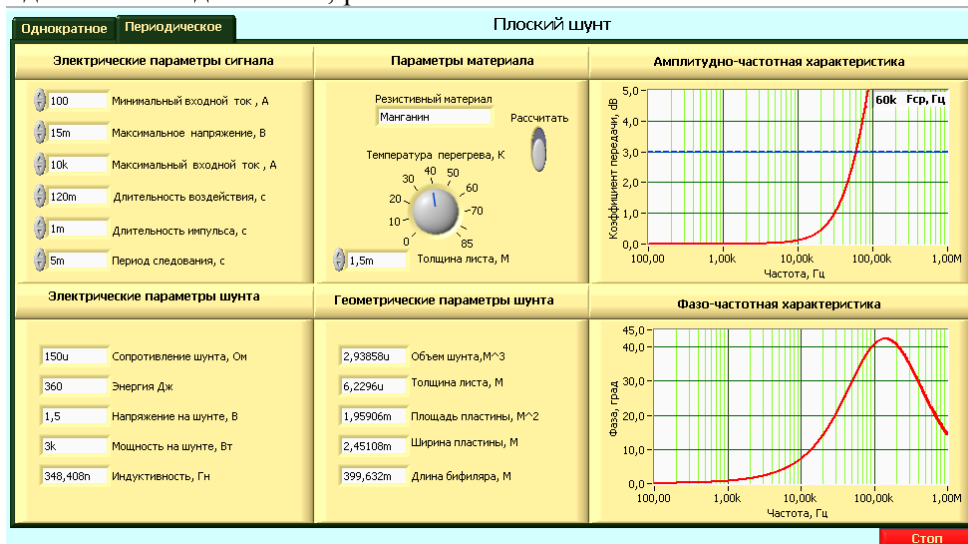 Плоский шунт
Однократное Периодическое
Электрические параметры сигнала
100 Минимальный входной ток , А
15m Максимальное напряжение, В
10k Максимальный входной ток , А
120m Длительность воздействия, с
1m Длительность импульса, с
5m Период следования, с
Параметры материала
Резистивный материал
Манганин
Рассчитать
Температура перегрева, К
0 10 20 30 40 50 60 70 85
1,5m Толщина листа, М
Амплитудно-частотная характеристика
60k Fср, Гц
Коэффициент передачи, dB
5,0
4,0
3,0
2,0
1,0
0,0
100,00 1,00k 10,00k 100,00k 1,00M
Частота, Гц
Электрические параметры шунта
150u Сопротивление шунта, Ом
360 Энергия Дж
1,5 Напряжение на шунте, В
3k Мощность на шунте, Вт
348,408n Индуктивность, Гн
Геометрические параметры шунта
2,93858u Объем шунта,М^3
6,2296u Толщина листа, М
1,95906m Площадь пластины, М^2
2,45108m Ширина пластины, М
399,632m Длина бифиляра, М
Фазо-частотная характеристика
Фаза, град
45,0
40,0
30,0
20,0
10,0
0,0
100,00 1,00k 10,00k 100,00k 1,00M
Частота, Гц
Стоп